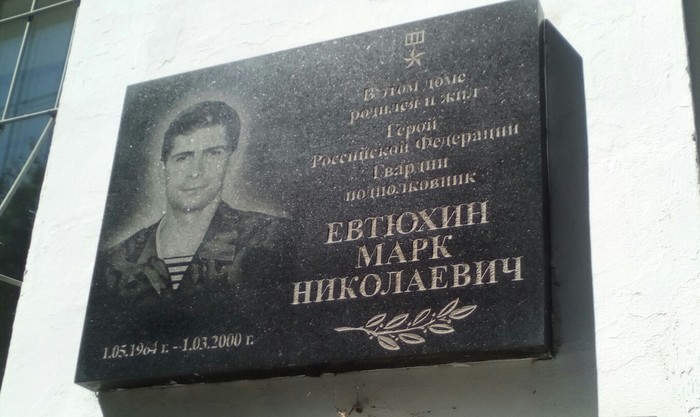 В этом доме
родился и жил
Герой
Российской Федерации
Гвардии
подполковник
ЕВТЮХИН
МАРК
НИКОЛАЕВИЧ
1.05.1964 г. - 1.03.2000 г.